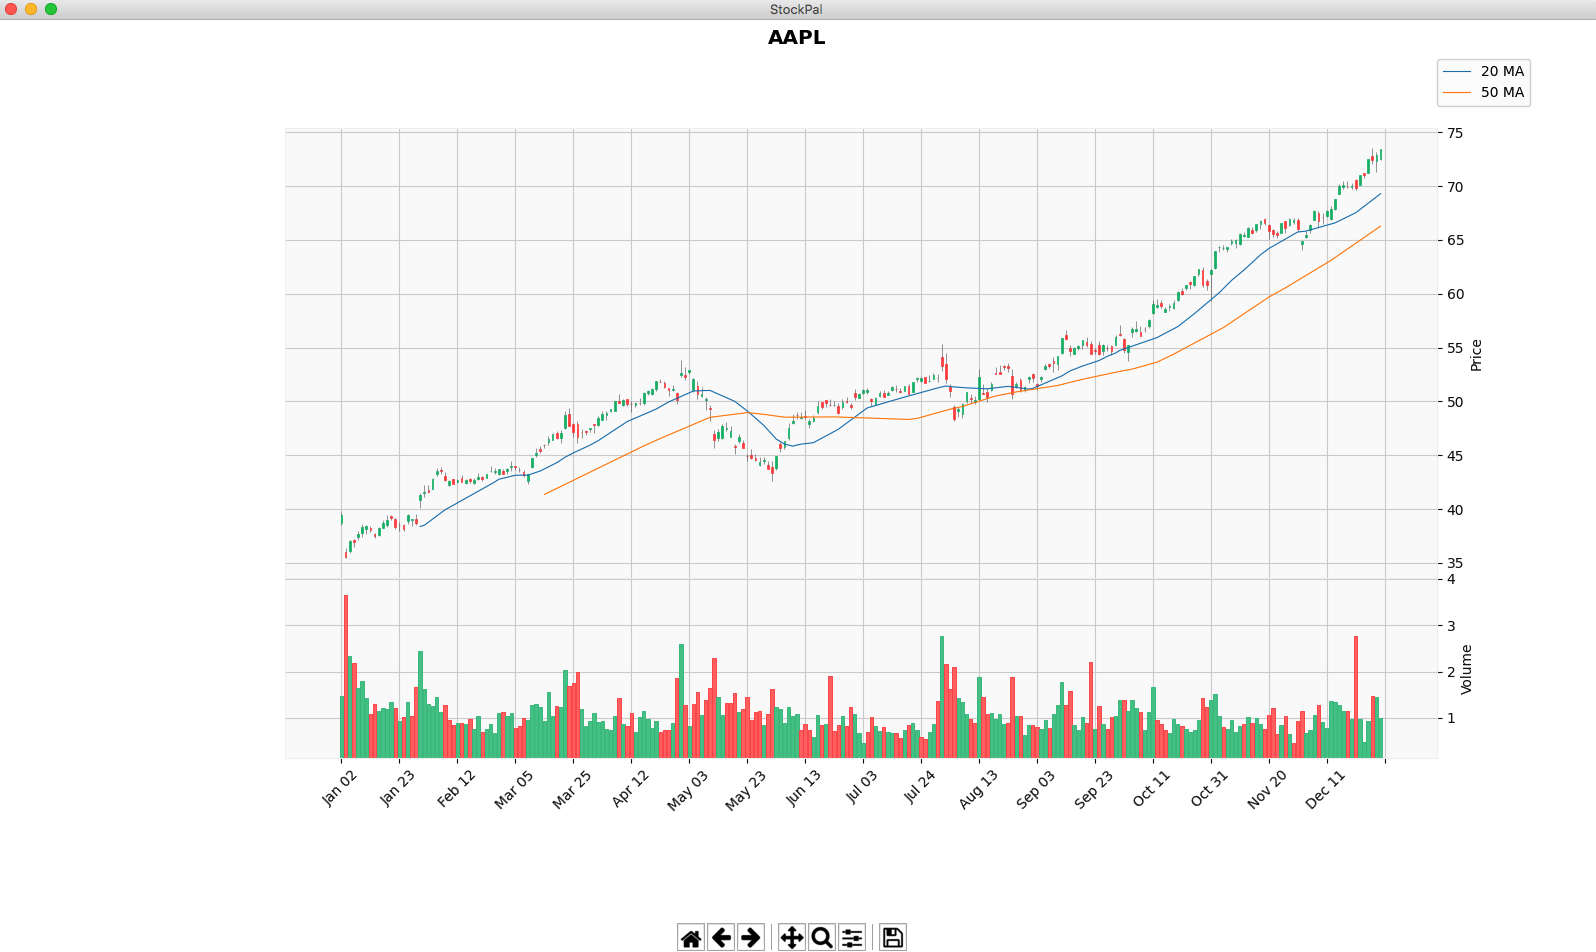 StockPal
AAPL
20 MA
50 MA
75
70
65
60
55
50
45
40
35
Price
4
3
2
1
Volume
Jan 02
Jan 23
Feb 12
Mar 05
Mar 25
Apr 12
May 03
May 23
Jun 13
Jul 03
Jul 24
Aug 13
Sep 03
Sep 23
Oct 11
Oct 31
Nov 20
Dec 11